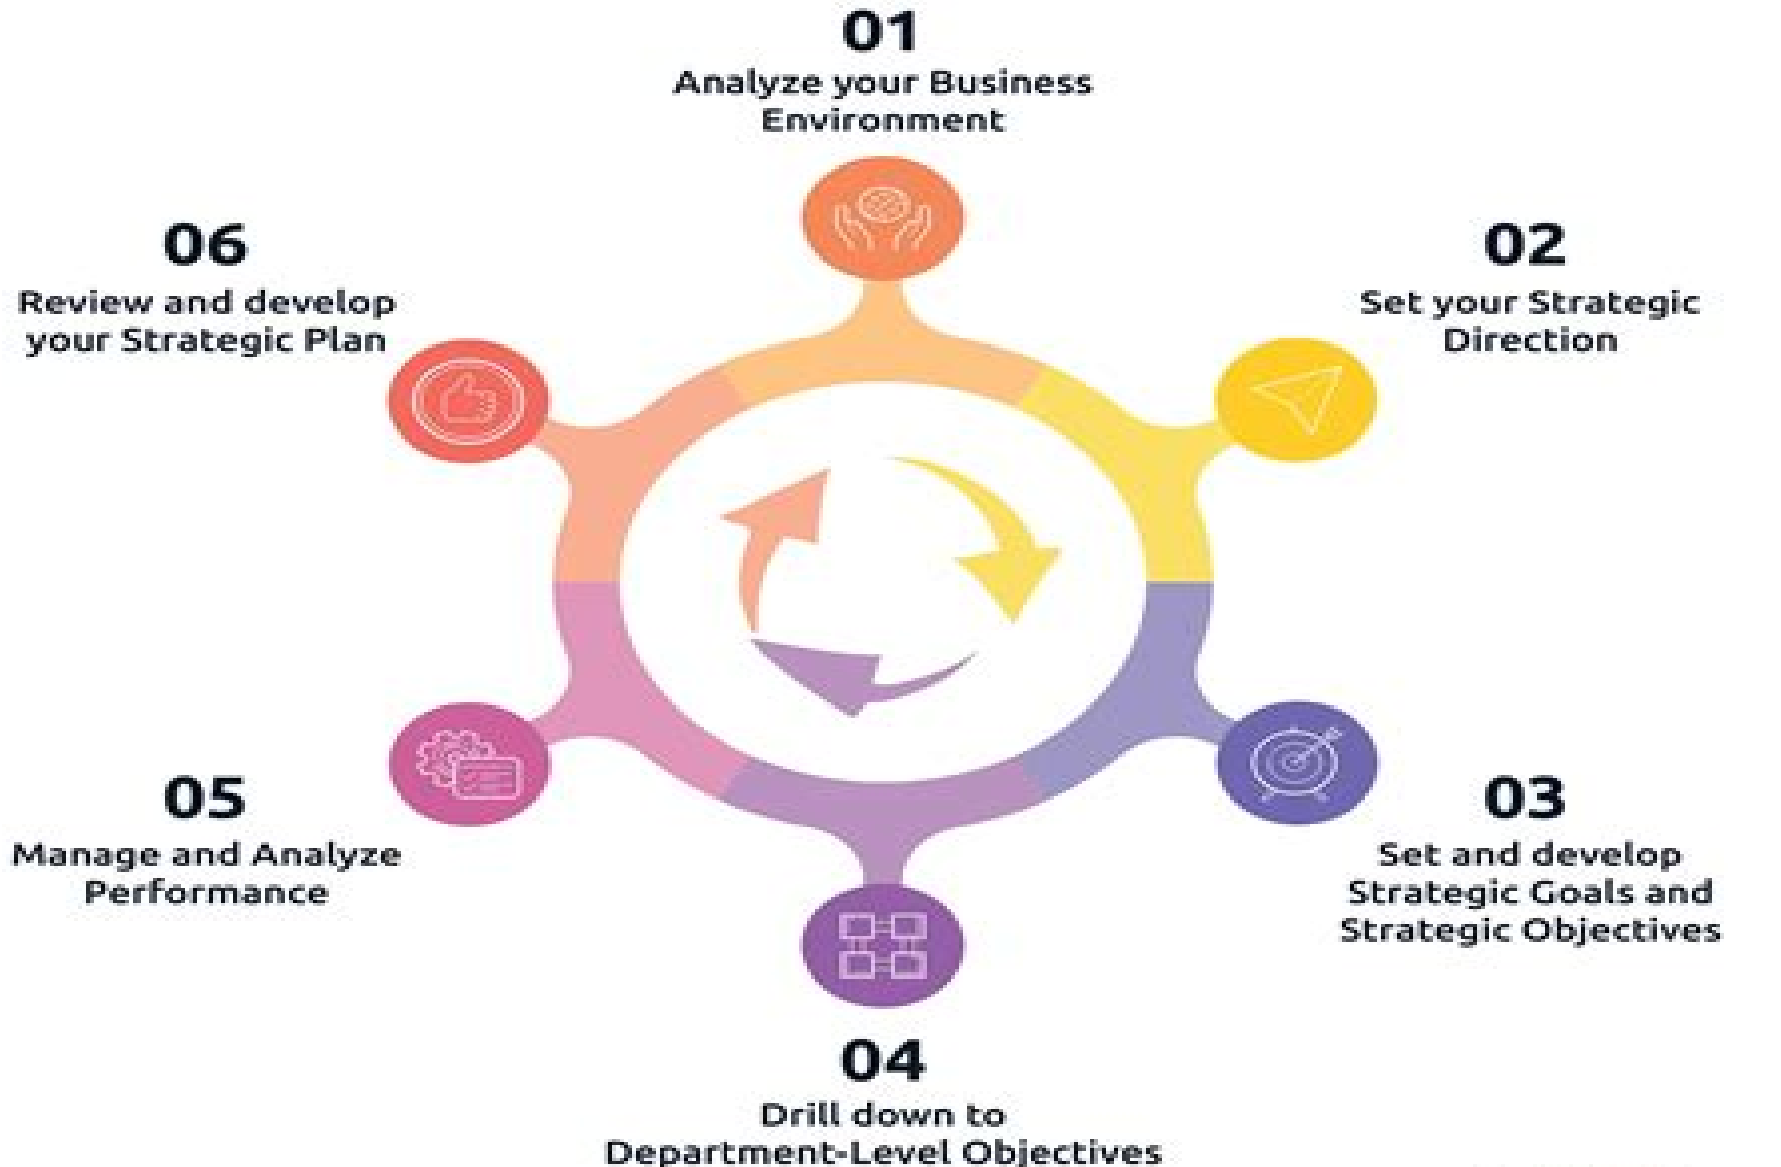 01
Analyze your Business
Environment
02
Set your Strategic
Direction
03
Set and develop
Strategic Goals and
Strategic Objectives
04
Drill down to
Department-Level Objectives
05
Manage and Analyze
Performance
06
Review and develop
your Strategic Plan